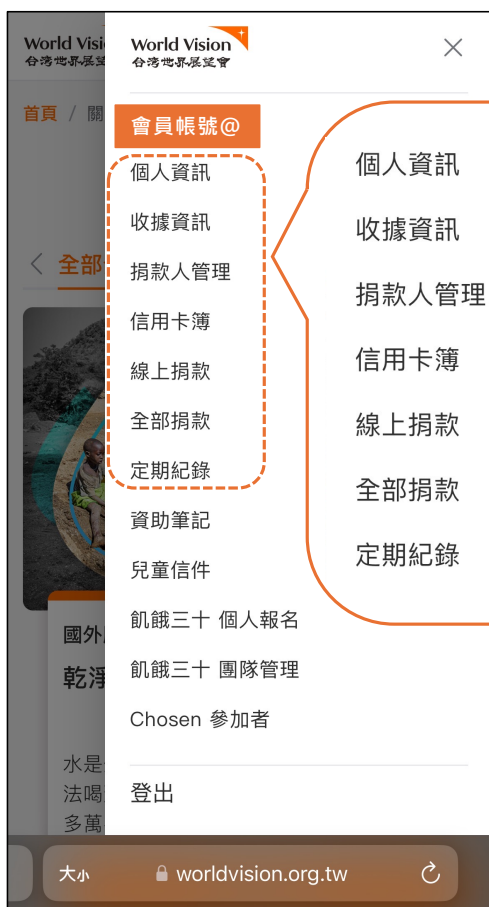 World Visi
台灣世界展望
World Vision
台灣世界展望會
首頁 / 關
會員帳號@
個人資訊
收據資訊
捐款人管理
信用卡簿
線上捐款
全部捐款
定期紀錄
資助筆記
兒童信件
飢餓三十 個人報名
飢餓三十 團隊管理
Chosen 參加者
登出
個人資訊
收據資訊
捐款人管理
信用卡簿
線上捐款
全部捐款
定期紀錄
全部
國外
乾淨
水是
法喝
多萬
大小
worldvision.org.tw